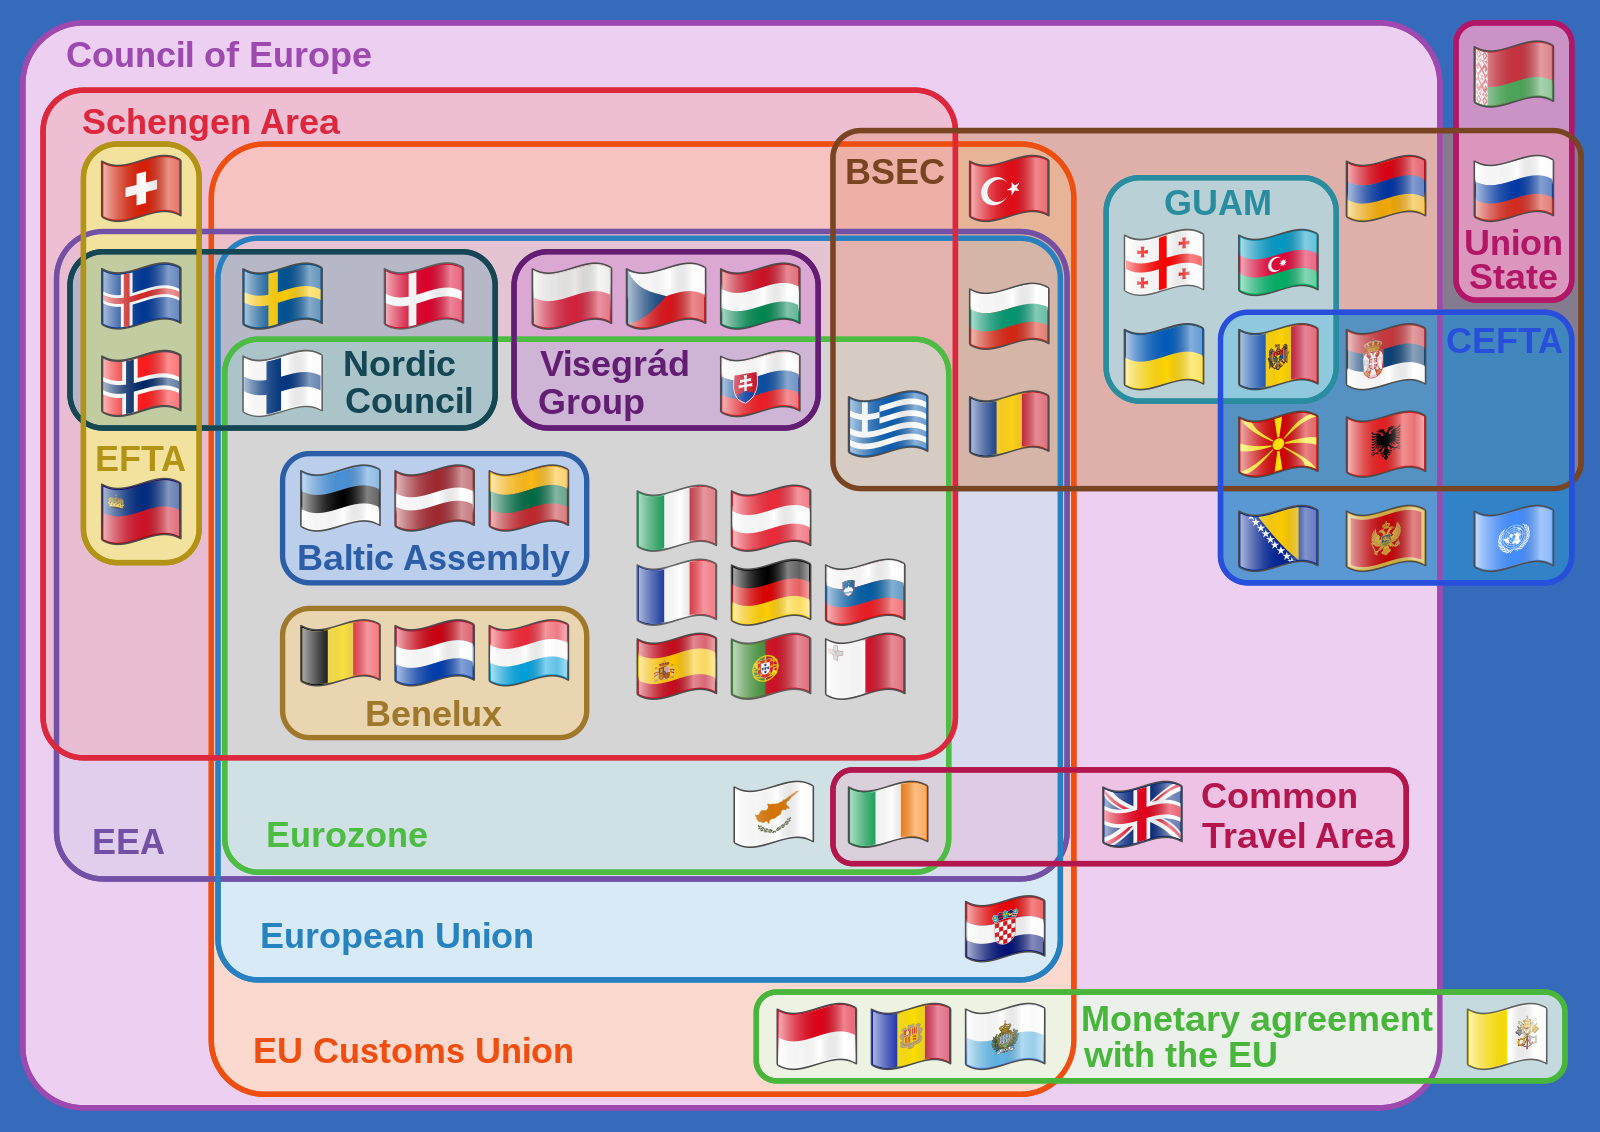 Council of Europe
Schengen Area
BSEC
GUAM
Union
State
CEFTA
Nordic
Council
Visegrád
Group
EFTA
Baltic Assembly
Benelux
Common
Travel Area
Eurozone
EEA
European Union
EU Customs Union
Monetary agreement
with the EU